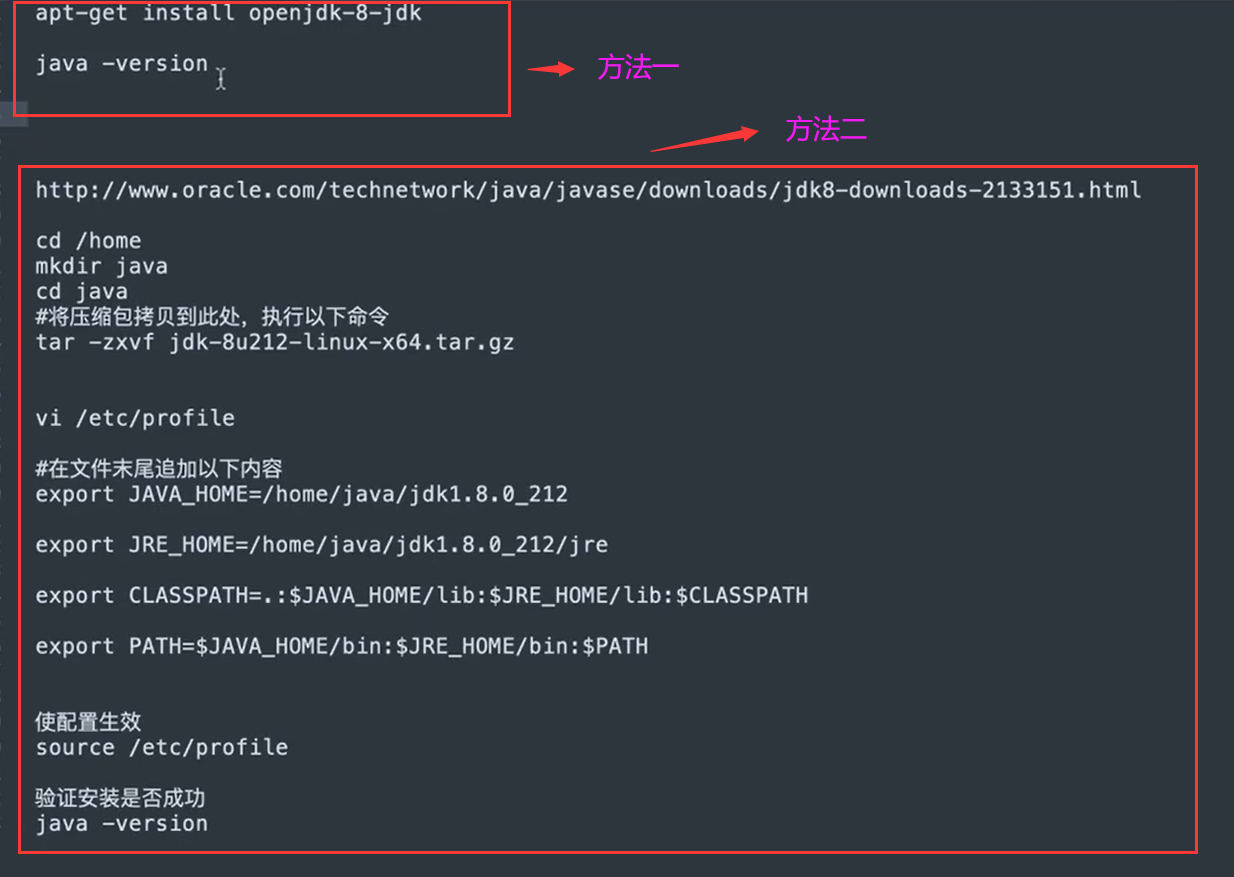 apt-get install openjdk-8-jdk
java -version
方法一
方法二
http://www.oracle.com/technetwork/java/javase/downloads/jdk8-downloads-2133151.html
cd /home
mkdir java
cd java
#将压缩包拷贝到此处，执行以下命令
tar -zxvf jdk-8u212-linux-x64.tar.gz
vi /etc/profile
#在文件末尾追加以下内容
export JAVA_HOME=/home/java/jdk1.8.0_212
export JRE_HOME=/home/java/jdk1.8.0_212/jre
export CLASSPATH=.:$JAVA_HOME/lib:$JRE_HOME/lib:$CLASSPATH
export PATH=$JAVA_HOME/bin:$JRE_HOME/bin:$PATH
使配置生效
source /etc/profile
验证安装是否成功
java -version